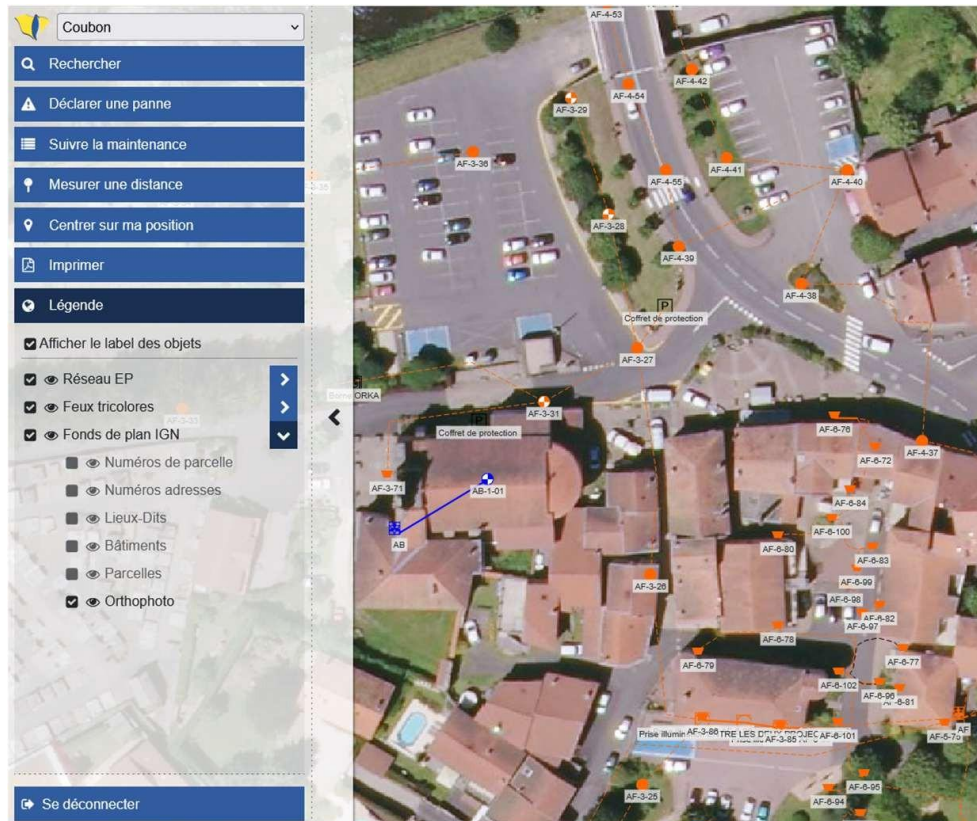 Coubon
Rechercher
Déclarer une panne
Suivre la maintenance
Mesurer une distance
Centrer sur ma position
Imprimer
Légende
Afficher le label des objets
Réseau EP
Feux tricolores
Fonds de plan IGN
Numéros de parcelle
Numéros adresses
Lieux-Dits
Bâtiments
Parcelles
Orthophoto
Se déconnecter
AF-4-53
AF-4-42
AF-4-54
AF-3-29
AF-3-36
AF-4-41
AF-4-55
AF-4-40
AF-3-28
AF-4-39
AF-4-38
P
Coffret de protection
AF-3-27
ORKA
AF-3-31
P
Coffret de protection
AF-6-76
AF-6-72
AF-4-37
AF-3-71
AB-1-01
AF-6-84
AF-6-100
AB
AF-6-80
AF-6-83
AF-6-99
AF-3-26
AF-6-98
AF-6-82
AF-6-97
AF-6-78
AF-6-79
AF-6-77
AF-6-102
AF-6-96
AF-6-81
Prise illumin
AF-3-86
TRE LES DEUX PROJEC
AF-3-85
AF-6-101
AF
AF-3-25
AF-6-95
AF-6-94